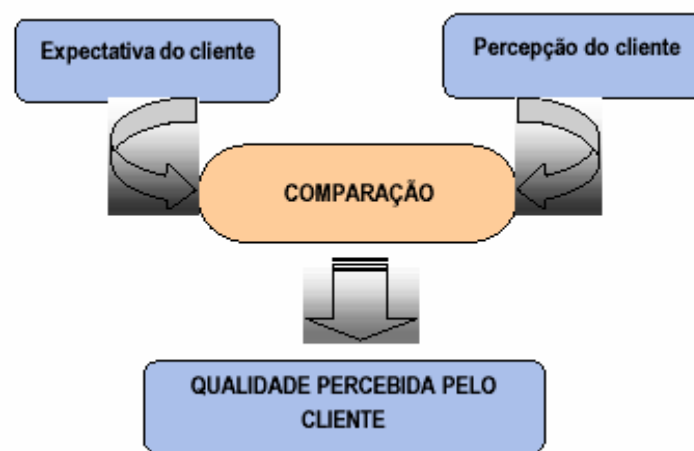 Expectativa do cliente
Percepção do cliente
COMPARAÇÃO
QUALIDADE PERCEBIDA PELO
CLIENTE